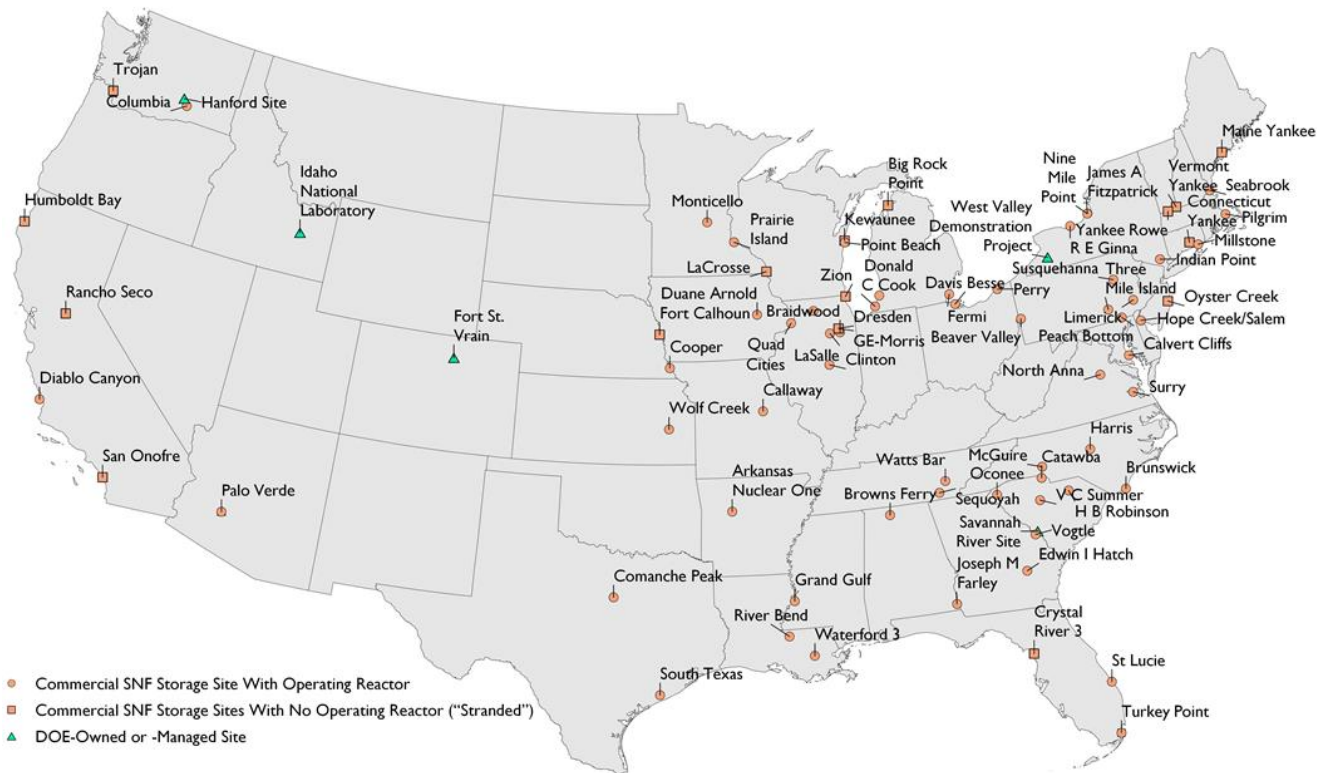 Trojan
Columbia
Hanford Site
Humboldt Bay
Idaho
National
Laboratory
Rancho Seco
Diablo Canyon
San Onofre
Palo Verde
Fort St.
Vrain
Monticello
Prairie
Island
LaCrosse
Duane Arnold
Fort Calhoun
Cooper
Wolf Creek
Callaway
Quad
Cities
Big Rock
Point
Kewaunee
Point Beach
Zion
Donald
C Cook
Braidwood
Dresden
GE-Morris
LaSalle
Clinton
Davis Besse
Fermi
Perry
Beaver Valley
West Valley
Demonstration
Project
Nine
Mile
Point
James A
Fitzpatrick
Maine Yankee
Vermont
Yankee
Seabrook
Connecticut
Yankee
Pilgrim
Yankee Rowe
Millstone
R E Ginna
Indian Point
Susquehanna
Three
Mile Island
Oyster Creek
Limerick
Hope Creek/Salem
Peach Bottom
Calvert Cliffs
North Anna
Surry
Harris
McGuire
Catawba
Oconee
Brunswick
Watts Bar
Browns Ferry
Sequoyah
V C Summer
H B Robinson
Savannah
River Site
Vogtle
Edwin I Hatch
Joseph M
Farley
Arkansas
Nuclear One
Comanche Peak
Grand Gulf
River Bend
Waterford 3
South Texas
Crystal
River 3
St Lucie
Turkey Point
Commercial SNF Storage Site With Operating Reactor
Commercial SNF Storage Sites With No Operating Reactor (“Stranded”)
DOE-Owned or -Managed Site